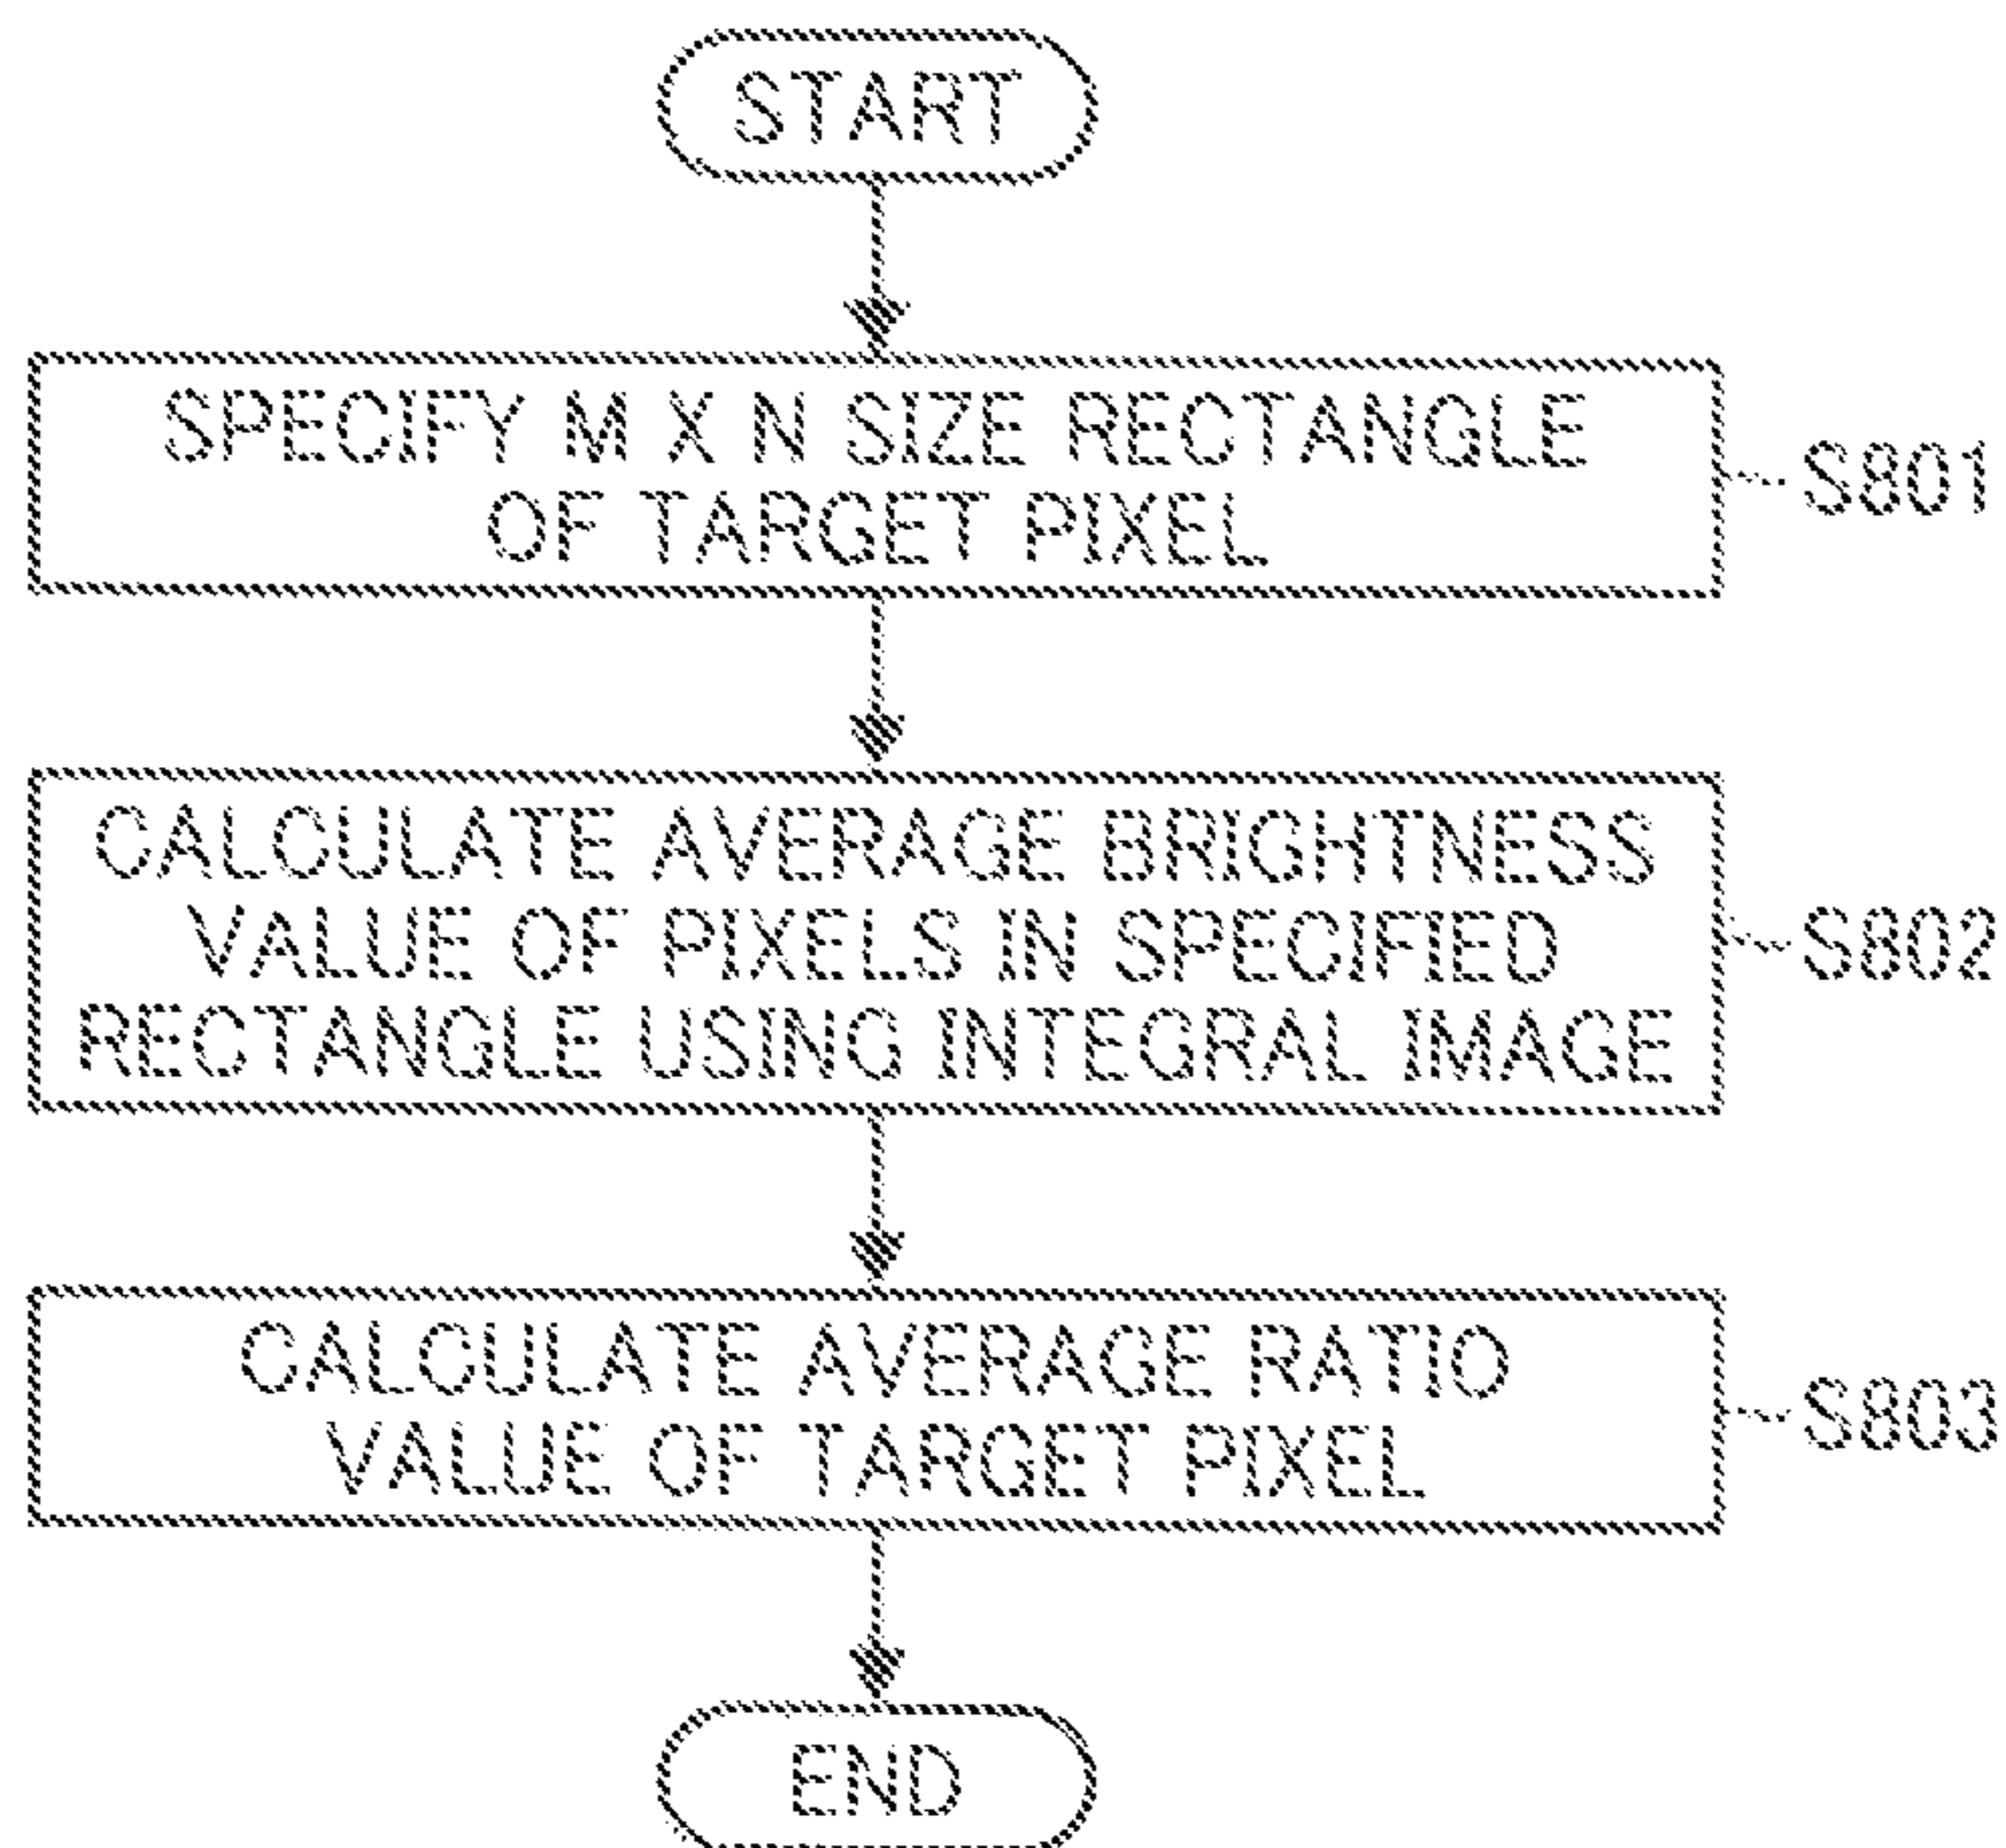 START
SPECIFY M X N SIZE RECTANGLE
OF TARGET PIXEL
S801
CALCULATE AVERAGE BRIGHTNESS
VALUE OF PIXELS IN SPECIFIED
RECTANGLE USING INTEGRAL IMAGE
S802
CALCULATE AVERAGE RATIO
VALUE OF TARGET PIXEL
S803
END